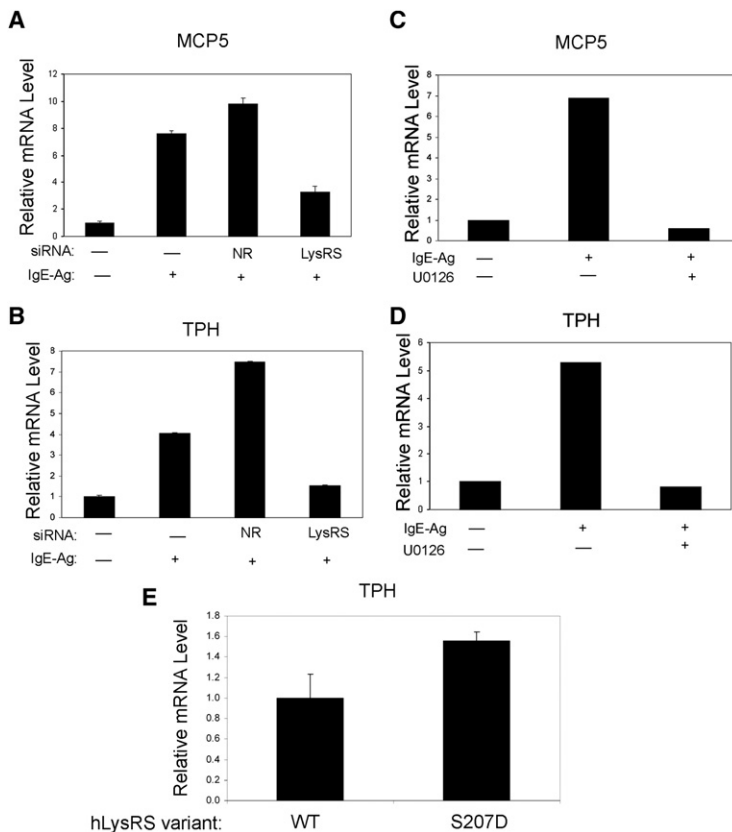 A
MCP5
Relative mRNA Level
12
10
8
6
4
2
0
siRNA: — — NR LysRS
IgE-Ag: — + + +
B
TPH
Relative mRNA Level
8
7
6
5
4
3
2
1
0
siRNA: — — NR LysRS
IgE-Ag: — + + +
C
MCP5
Relative mRNA Level
8
7
6
5
4
3
2
1
0
IgE-Ag — + +
U0126 — — +
D
TPH
Relative mRNA Level
6
5
4
3
2
1
0
IgE-Ag — + +
U0126 — — +
E
TPH
Relative mRNA Level
1.8
1.6
1.4
1.2
1.0
0.8
0.6
0.4
0.2
0.0
hLysRS variant: WT S207D